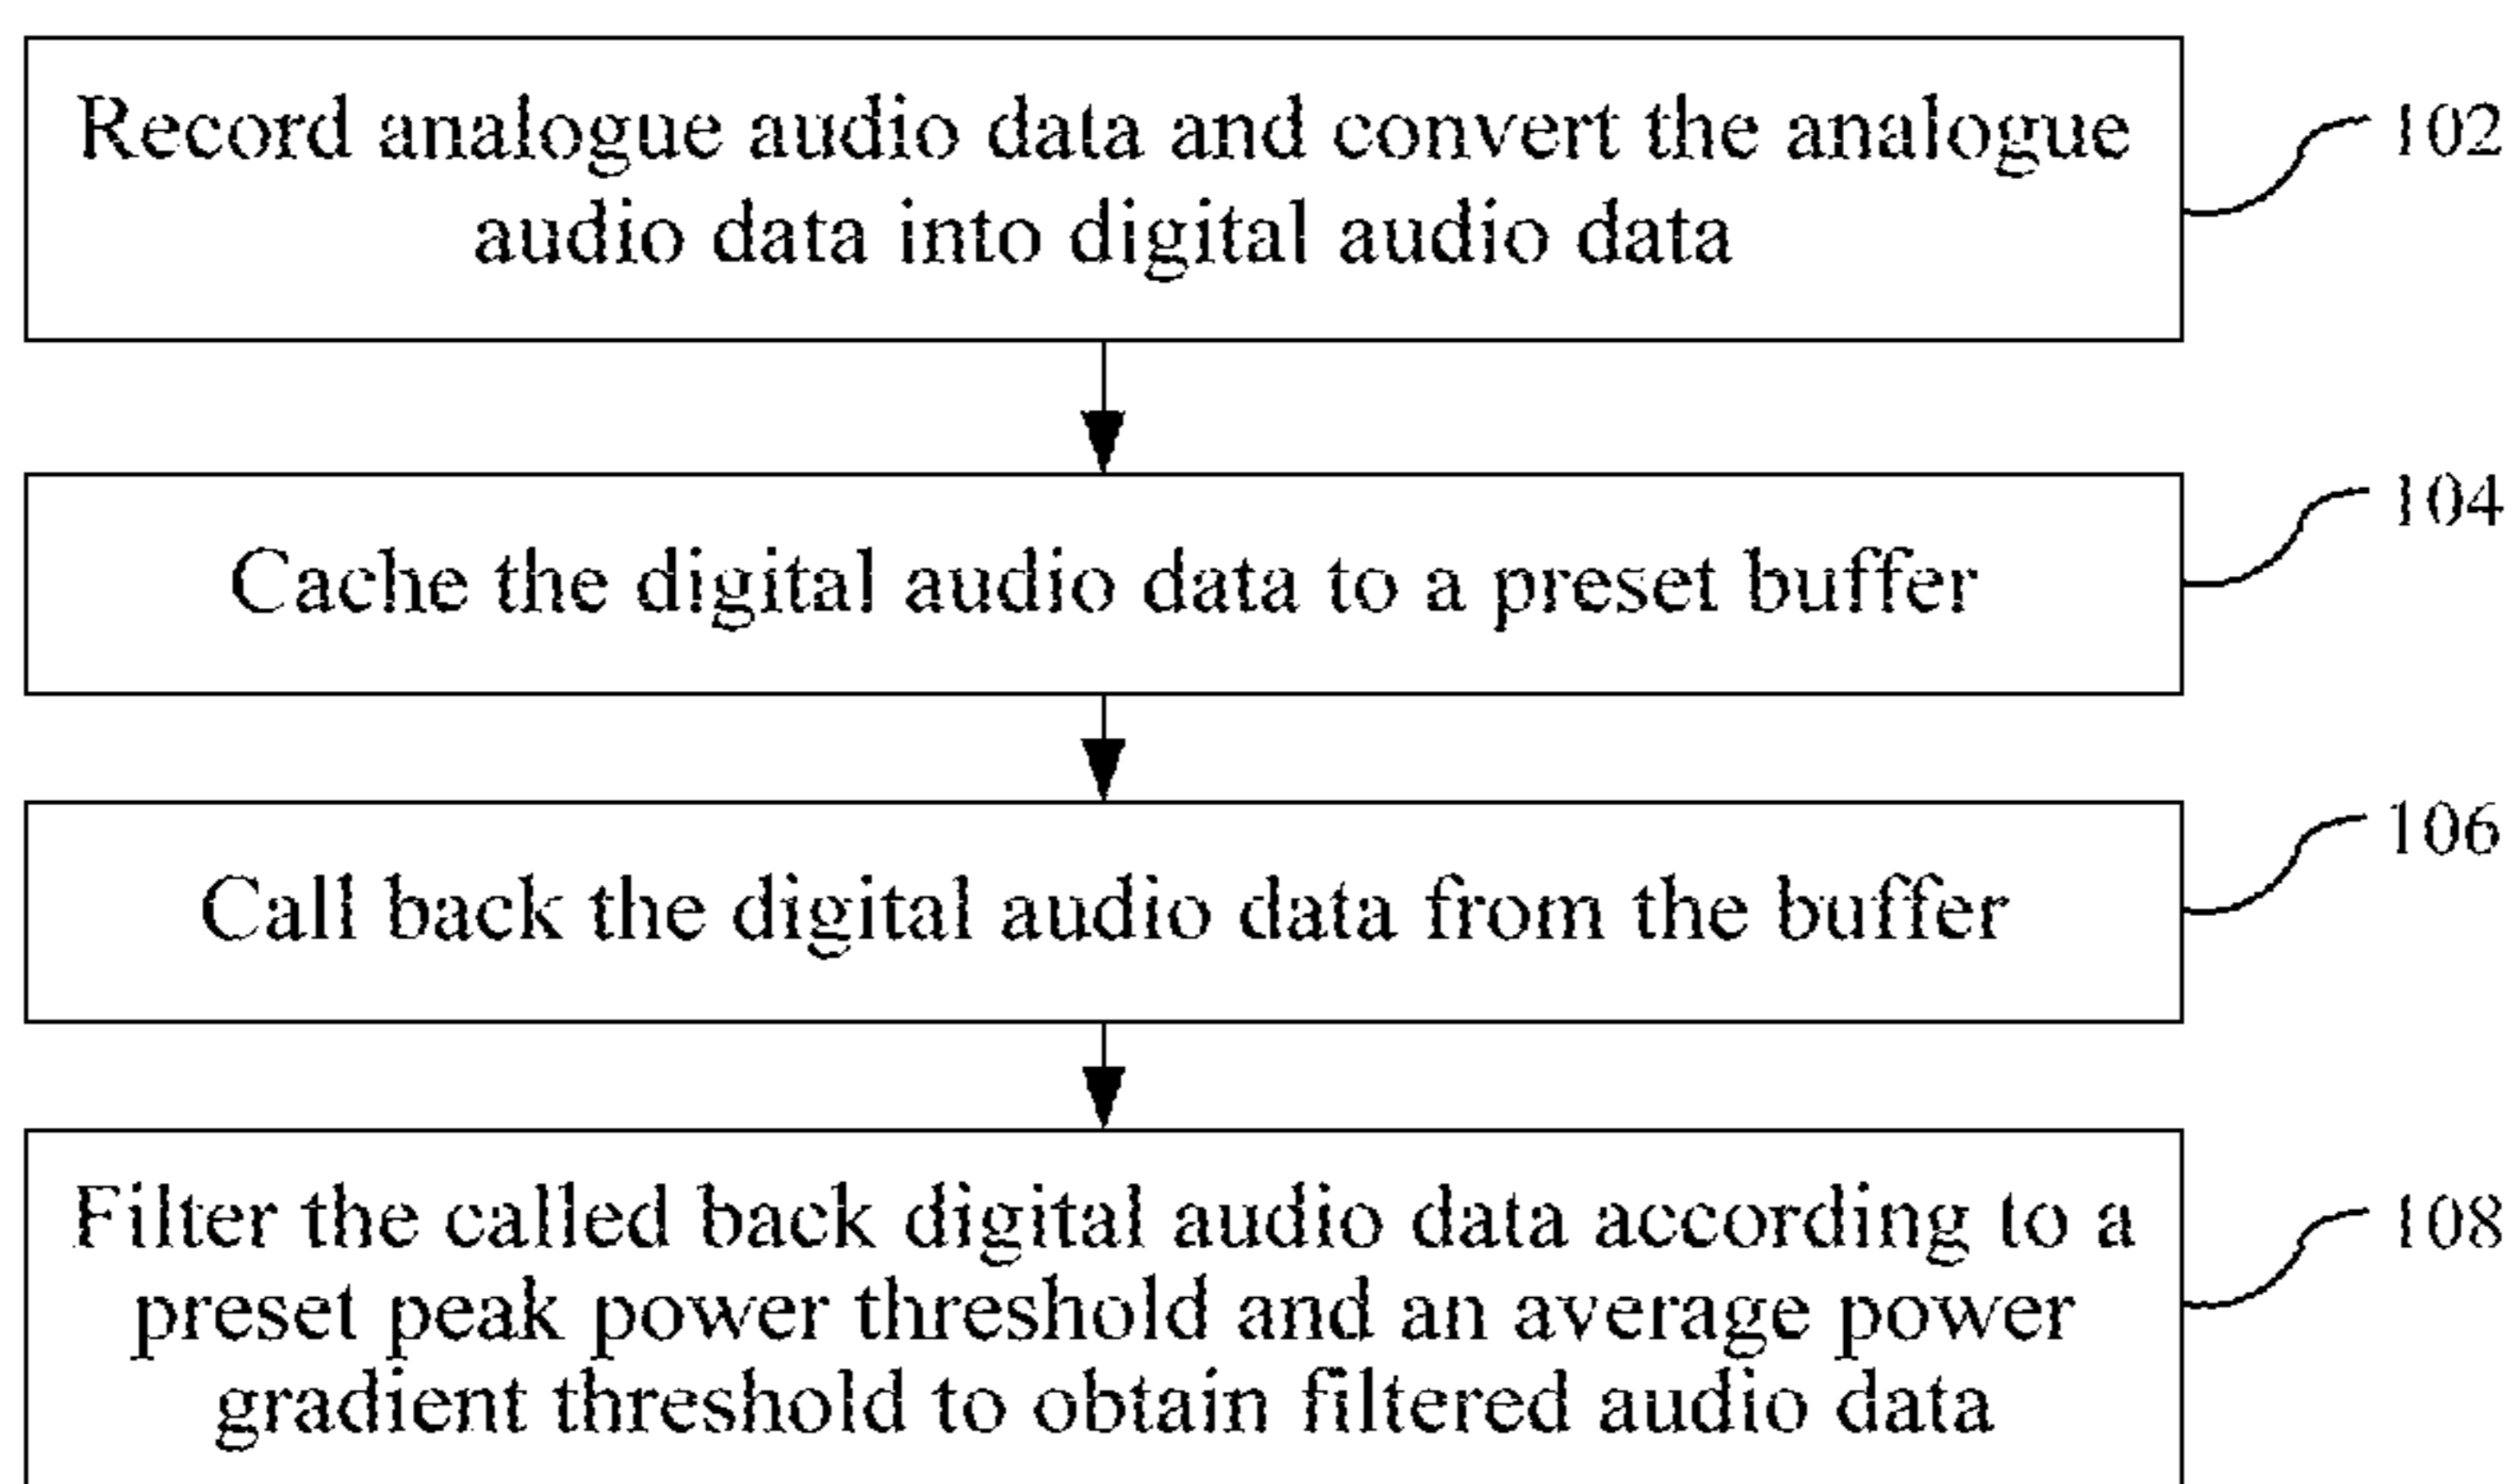 Record analogue audio data and convert the analogue
audio data into digital audio data
102
Cache the digital audio data to a preset buffer
104
Call back the digital audio data from the buffer
106
Filter the called back digital audio data according to a
preset peak power threshold and an average power
gradient threshold to obtain filtered audio data
108